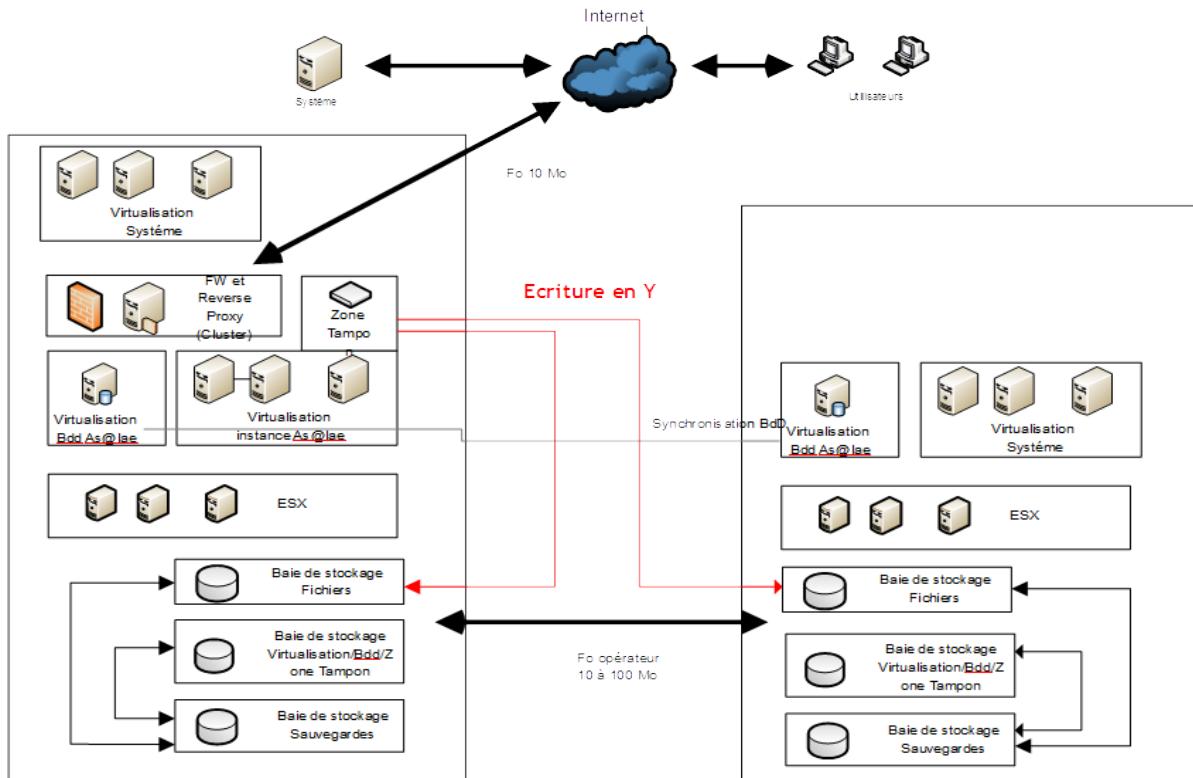 Internet
Système
Utilisateurs
Fo 10 Mo
Virtualisation
Systéme
FW et
Reverse
Proxy
(Cluster)
Zone
Tampo
n
Ecriture en Y
Virtualisation
Bdd As@lae
Virtualisation
instance As@lae
Synchronisation BdD
Virtualisation
Bdd As@lae
Virtualisation
Systéme
ESX
ESX
Baie de stockage
Fichiers
Baie de stockage
Fichiers
Baie de stockage
Virtualisation/Bdd/Z
one Tampon
Fo opérateur
10 à 100 Mo
Baie de stockage
Virtualisation/Bdd/Z
one Tampon
Baie de stockage
Sauvegardes
Baie de stockage
Sauvegardes